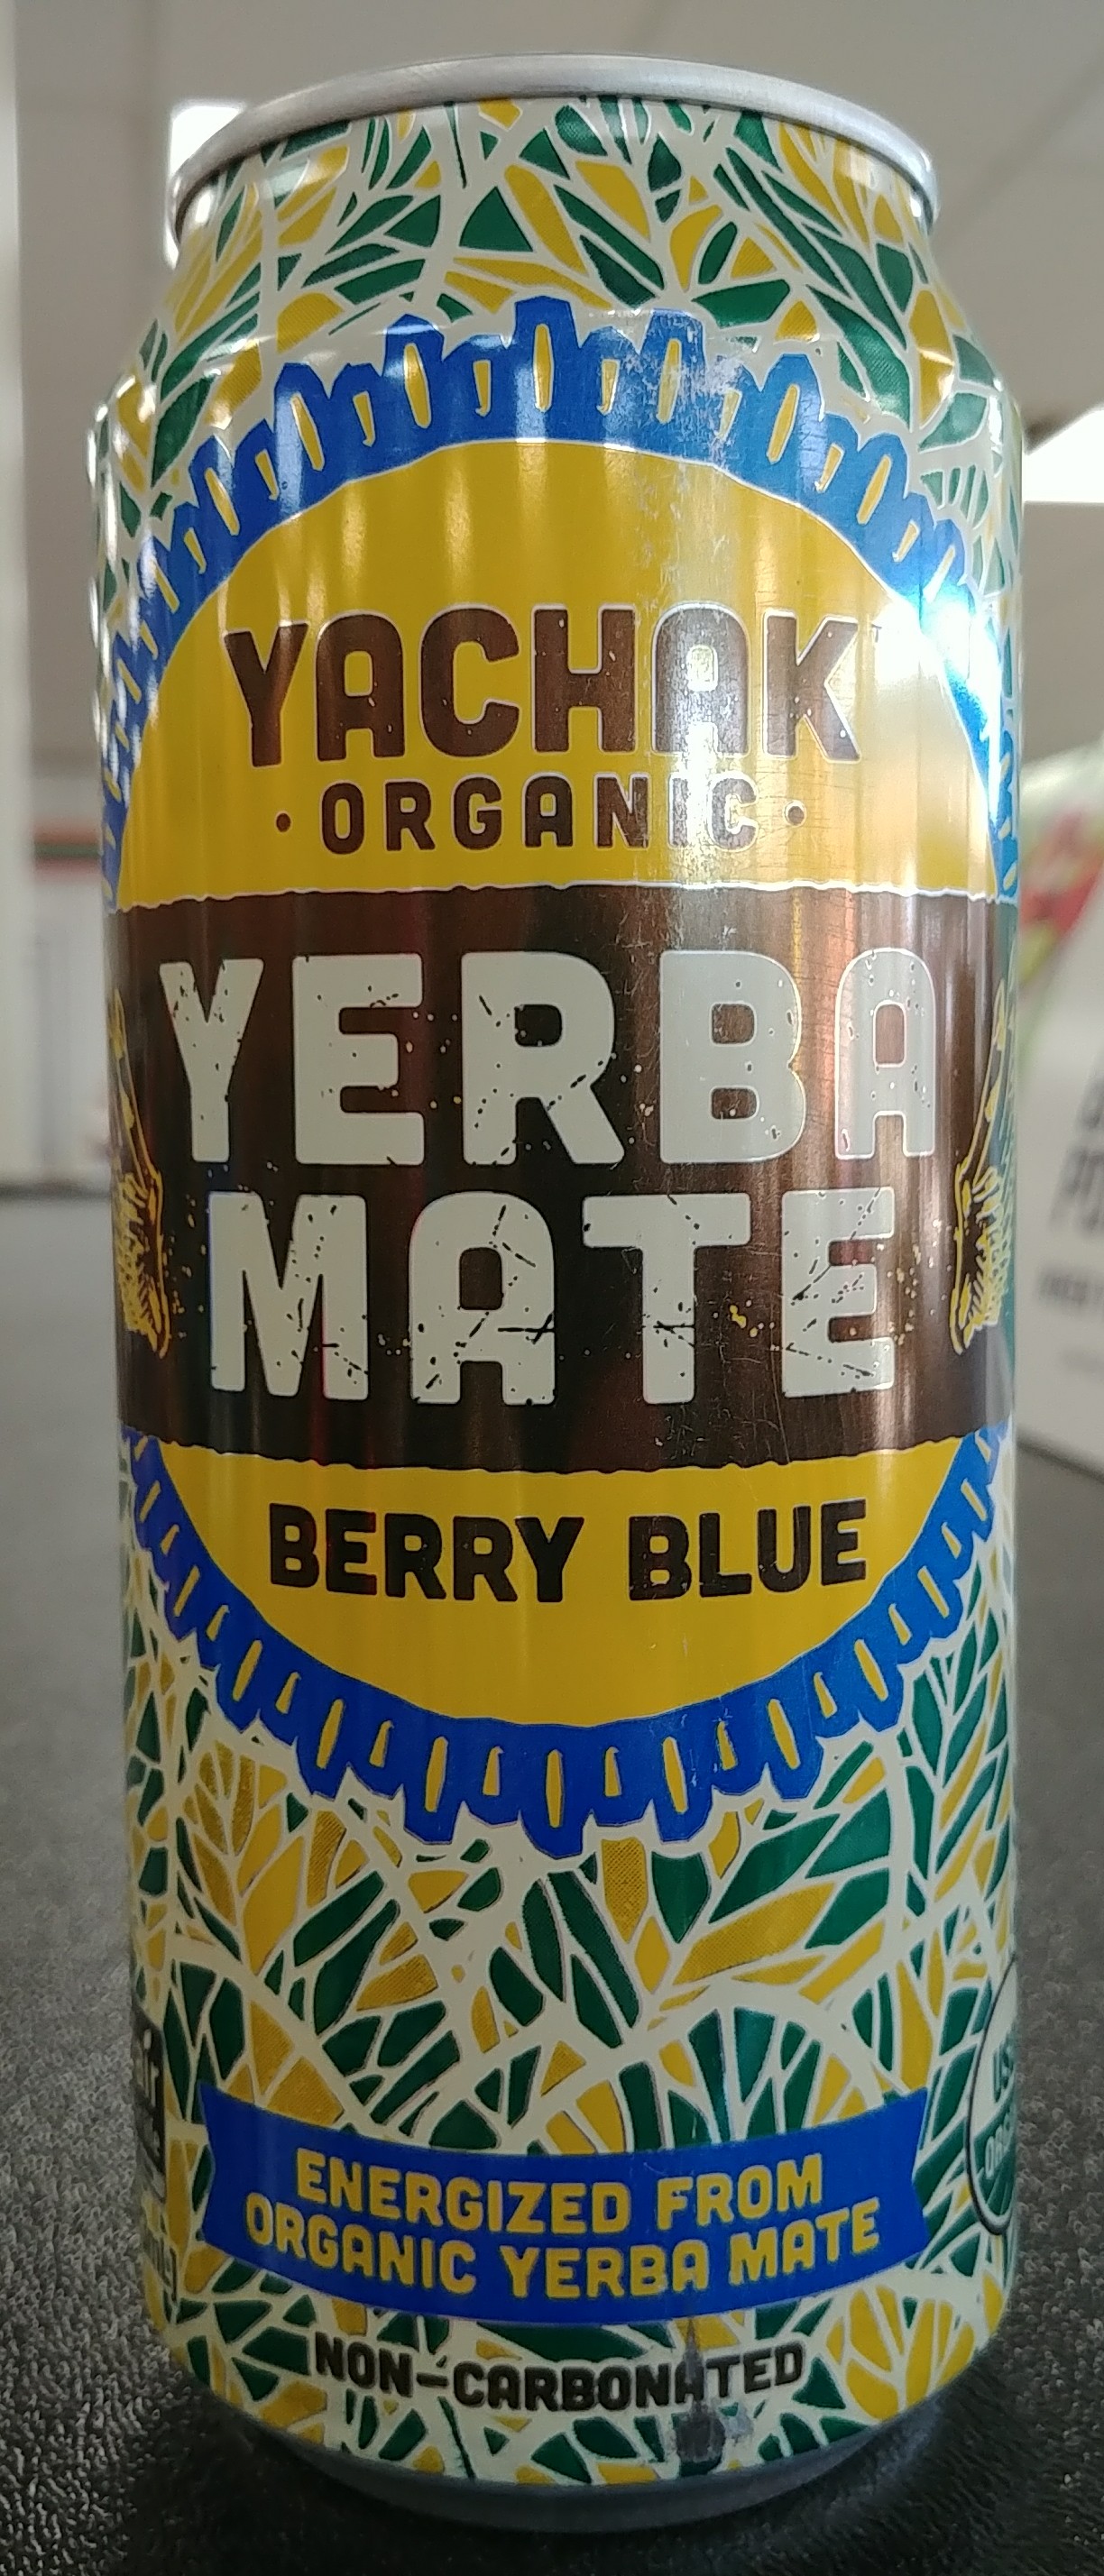 YACHAK
• ORGANIC •
YERBA
MATE
BERRY BLUE
ENERGIZED FROM
ORGANIC YERBA MATE
NON-CARBONATED